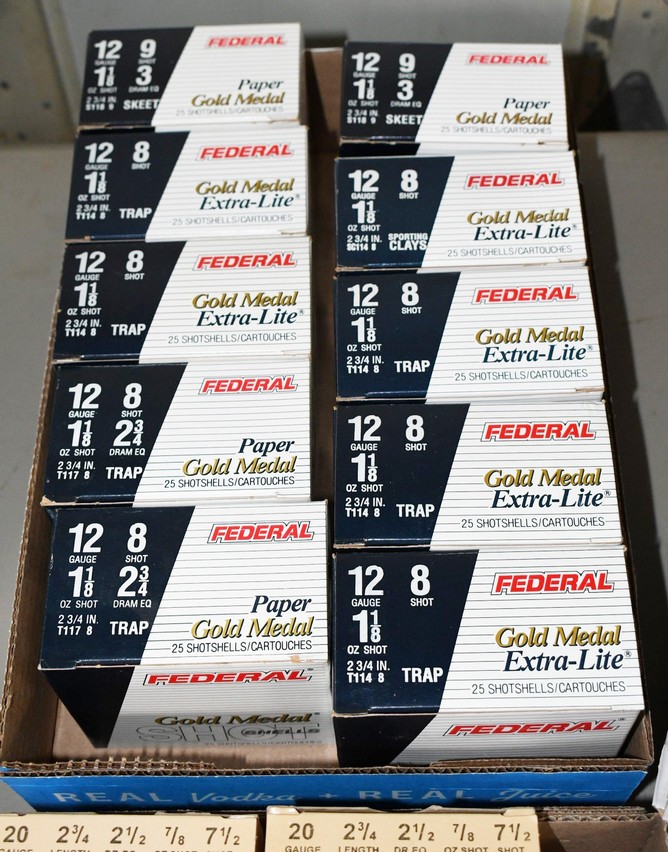 12 9 FEDERAL
GAUGE SHOT
1 1/8 3
OZ SHOT DRAM EQ
Paper
2 3/4 IN. SKEET
Gold Medal
S118 9
25 SHOTSHELLS/CARTOUCHES
12 8 FEDERAL
GAUGE SHOT
1 1/8
OZ SHOT
Gold Medal
2 3/4 IN. TRAP
Extra-Lite®
T114 8
25 SHOTSHELLS/CARTOUCHES
12 8 FEDERAL
GAUGE SHOT
1 1/8
OZ SHOT
Gold Medal
Extra-Lite®
2 3/4 IN. TRAP
T114 8
25 SHOTSHELLS/CARTOUCHES
12 8 FEDERAL
GAUGE SHOT
1 1/8 2 3/4
OZ SHOT DRAM EQ
Paper
2 3/4 IN. TRAP
Gold Medal
T117 8
25 SHOTSHELLS/CARTOUCHES
12 8 FEDERAL
GAUGE SHOT
1 1/8 2 3/4
OZ SHOT DRAM EQ
Paper
2 3/4 IN. TRAP
Gold Medal
T117 8
25 SHOTSHELLS/CARTOUCHES
FEDERAL
Gold Medal
12 9 FEDERAL
GAUGE SHOT
1 1/8 3
OZ SHOT DRAM EQ
Paper
2 3/4 IN. SKEET
Gold Medal
S118 9
25 SHOTSHELLS/CARTOUCHES
12 8 FEDERAL
GAUGE SHOT
1 1/8
OZ SHOT
Gold Medal
Extra-Lite®
2 3/4 IN. SPORTING
SC114 8 CLAYS
25 SHOTSHELLS/CARTOUCHES
12 8 FEDERAL
GAUGE SHOT
1 1/8
OZ SHOT
Gold Medal
Extra-Lite®
2 3/4 IN. TRAP
T114 8
25 SHOTSHELLS/CARTOUCHES
12 8 FEDERAL
GAUGE SHOT
1 1/8
OZ SHOT
Gold Medal
Extra-Lite®
2 3/4 IN. TRAP
T114 8
25 SHOTSHELLS/CARTOUCHES
12 8 FEDERAL
GAUGE SHOT
1 1/8
OZ SHOT
Gold Medal
Extra-Lite®
2 3/4 IN. TRAP
T114 8
25 SHOTSHELLS/CARTOUCHES
FEDERAL
REAL Vodka + REAL Juice
20 2 3/4 2 1/2 7/8 7 1/2
20 2 3/4 2 1/2 7/8 7 1/2
GAUGE LENGTH DR.EQ. OZ SHOT SHOT